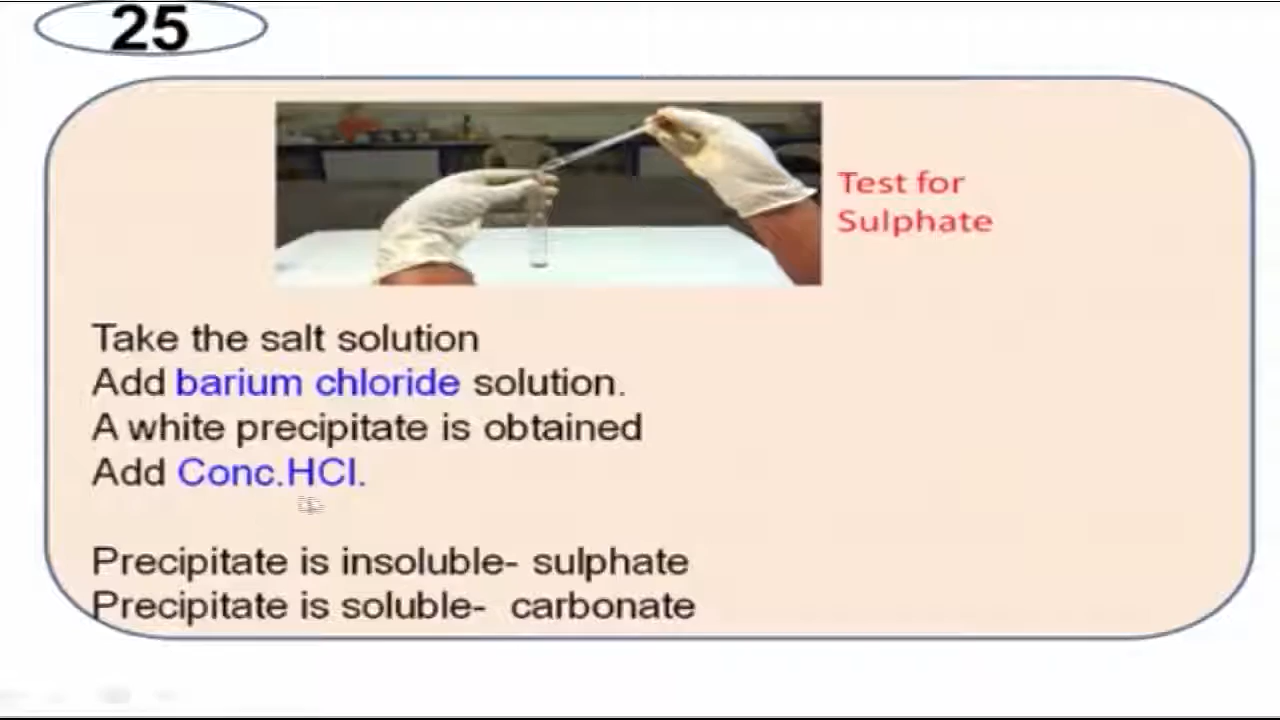 25
Test for
Sulphate
Take the salt solution
Add barium chloride solution.
A white precipitate is obtained
Add Conc.HCl.
Precipitate is insoluble- sulphate
Precipitate is soluble- carbonate